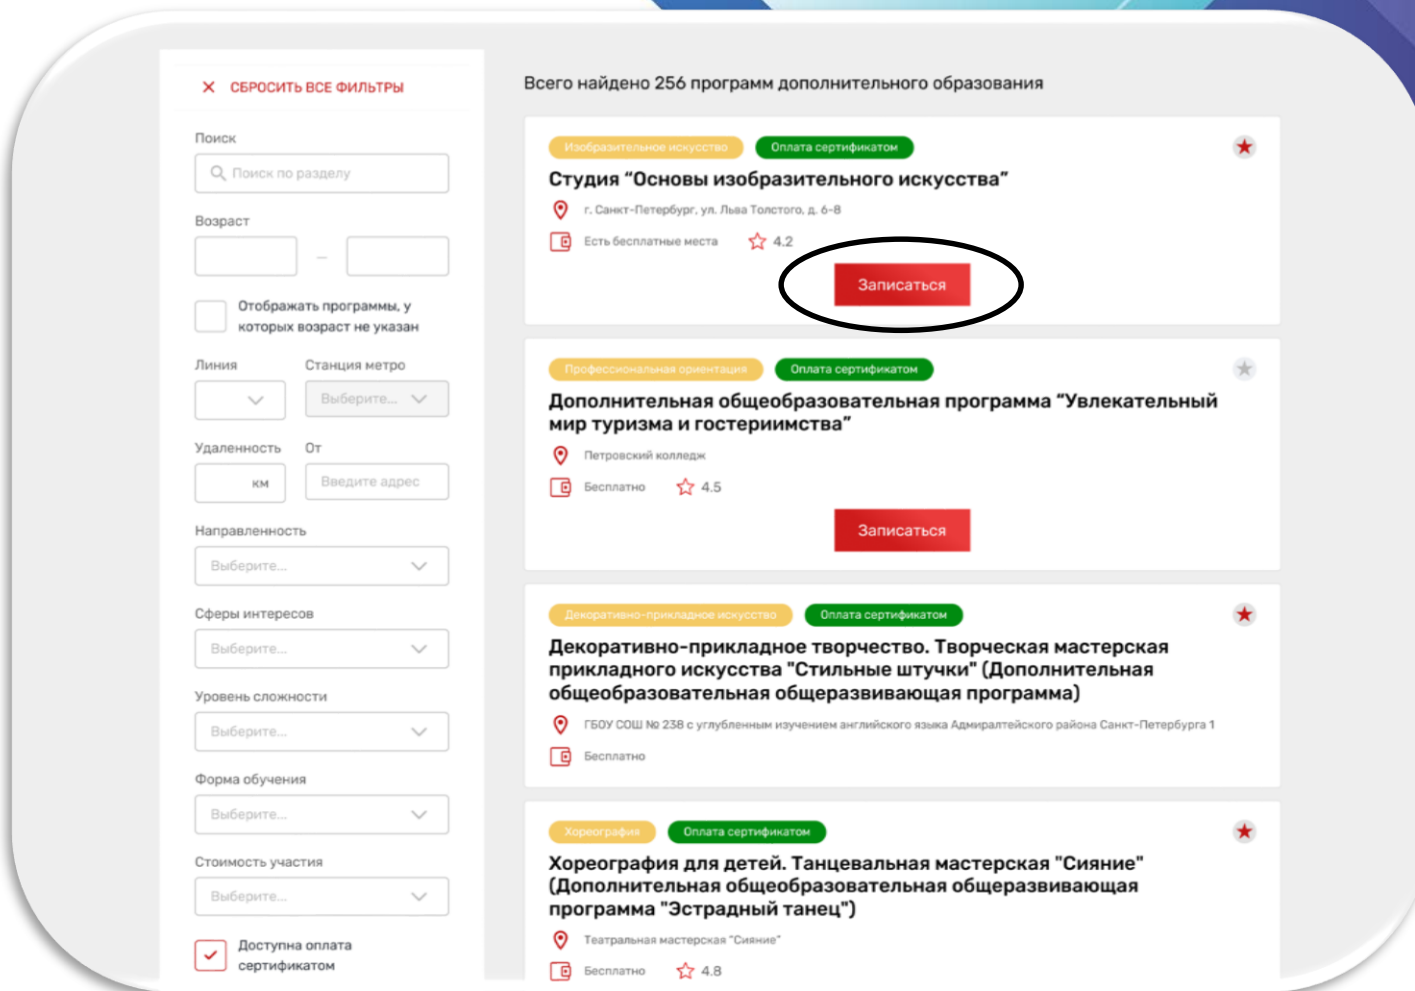 СБРОСИТЬ ВСЕ ФИЛЬТРЫ
Поиск
Поиск по разделу
Возраст
–
Отображать программы, у
которых возраст не указан
Линия Станция метро
Выберите...
Удаленность От
км Введите адрес
Направленность
Выберите...
Сферы интересов
Выберите...
Уровень сложности
Выберите...
Форма обучения
Выберите...
Стоимость участия
Выберите...
Доступна оплата
сертификатом
Всего найдено 256 программ дополнительного образования
Изобразительное искусство Оплата сертификатом
Студия “Основы изобразительного искусства”
г. Санкт-Петербург, ул. Льва Толстого, д. 6-8
Есть бесплатные места 4.2
Записаться
Профессиональная ориентация Оплата сертификатом
Дополнительная общеобразовательная программа “Увлекательный
мир туризма и гостериимства”
Петровский колледж
Бесплатно 4.5
Записаться
Декоративно-прикладное искусство Оплата сертификатом
Декоративно-прикладное творчество. Творческая мастерская
прикладного искусства "Стильные штучки" (Дополнительная
общеобразовательная общеразвивающая программа)
ГБОУ СОШ № 238 с углубленным изучением английского языка Адмиралтейского района Санкт-Петербурга 1
Бесплатно
Хореография Оплата сертификатом
Хореография для детей. Танцевальная мастерская "Сияние"
(Дополнительная общеобразовательная общеразвивающая
программа "Эстрадный танец")
Театральная мастерская "Сияние"
Бесплатно 4.8